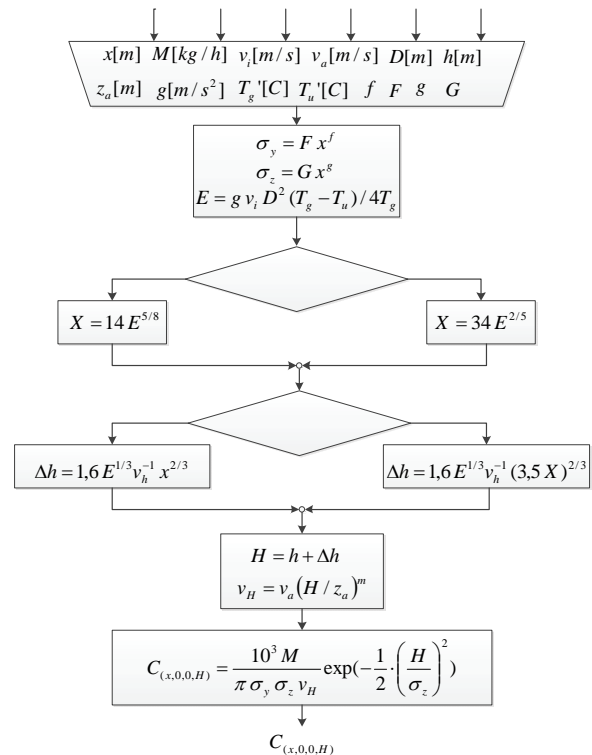 x[m] M[kg/h] v_i[m/s] v_a[m/s] D[m] h[m]
z_a[m] g[m/s^2] T_g'[C] T_u'[C] f F g G
σ_y = F x^f
σ_z = G x^g
E = g v_i D^2 (T_g − T_u) / 4T_g
X = 14 E^{5/8}
X = 34 E^{2/5}
Δh = 1,6 E^{1/3} v_h^{-1} x^{2/3}
Δh = 1,6 E^{1/3} v_h^{-1} (3,5 X)^{2/3}
H = h + Δh
v_H = v_a (H / z_a)^m
C_{(x,0,0,H)} = \frac{10^3 M}{π σ_y σ_z v_H} exp(−\frac{1}{2} · (\frac{H}{σ_z})^2)
C_{(x,0,0,H)}